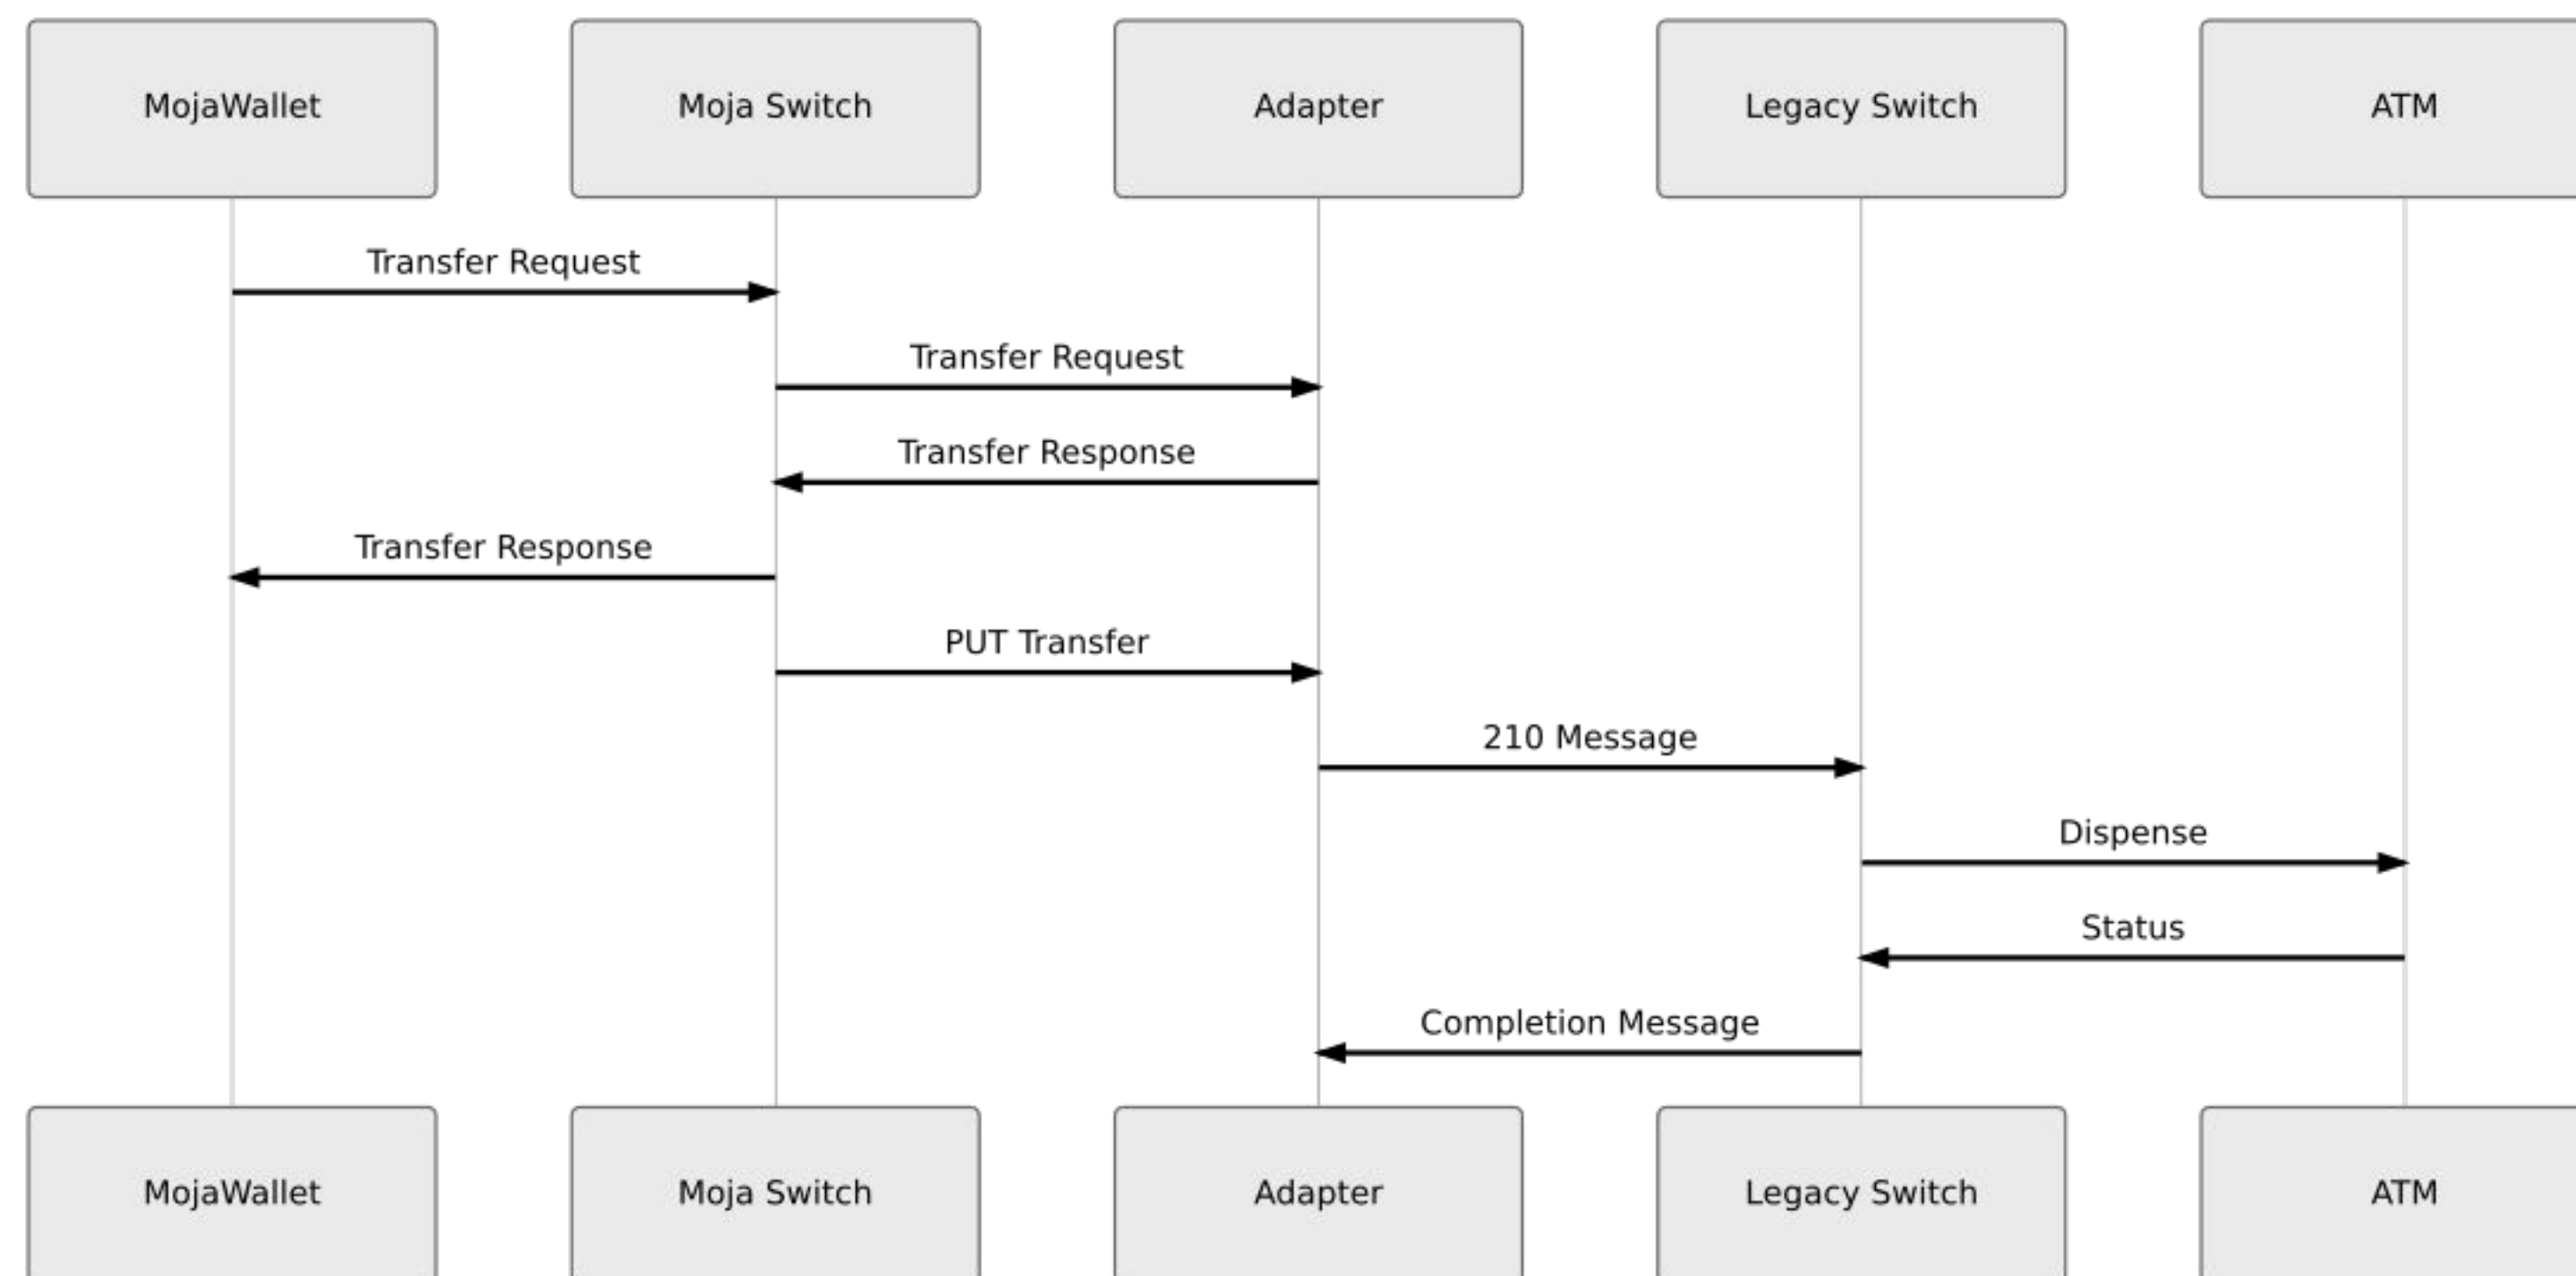 MojaWallet
Moja Switch
Adapter
Legacy Switch
ATM
Transfer Request
Transfer Request
Transfer Response
Transfer Response
PUT Transfer
210 Message
Dispense
Status
Completion Message
MojaWallet
Moja Switch
Adapter
Legacy Switch
ATM